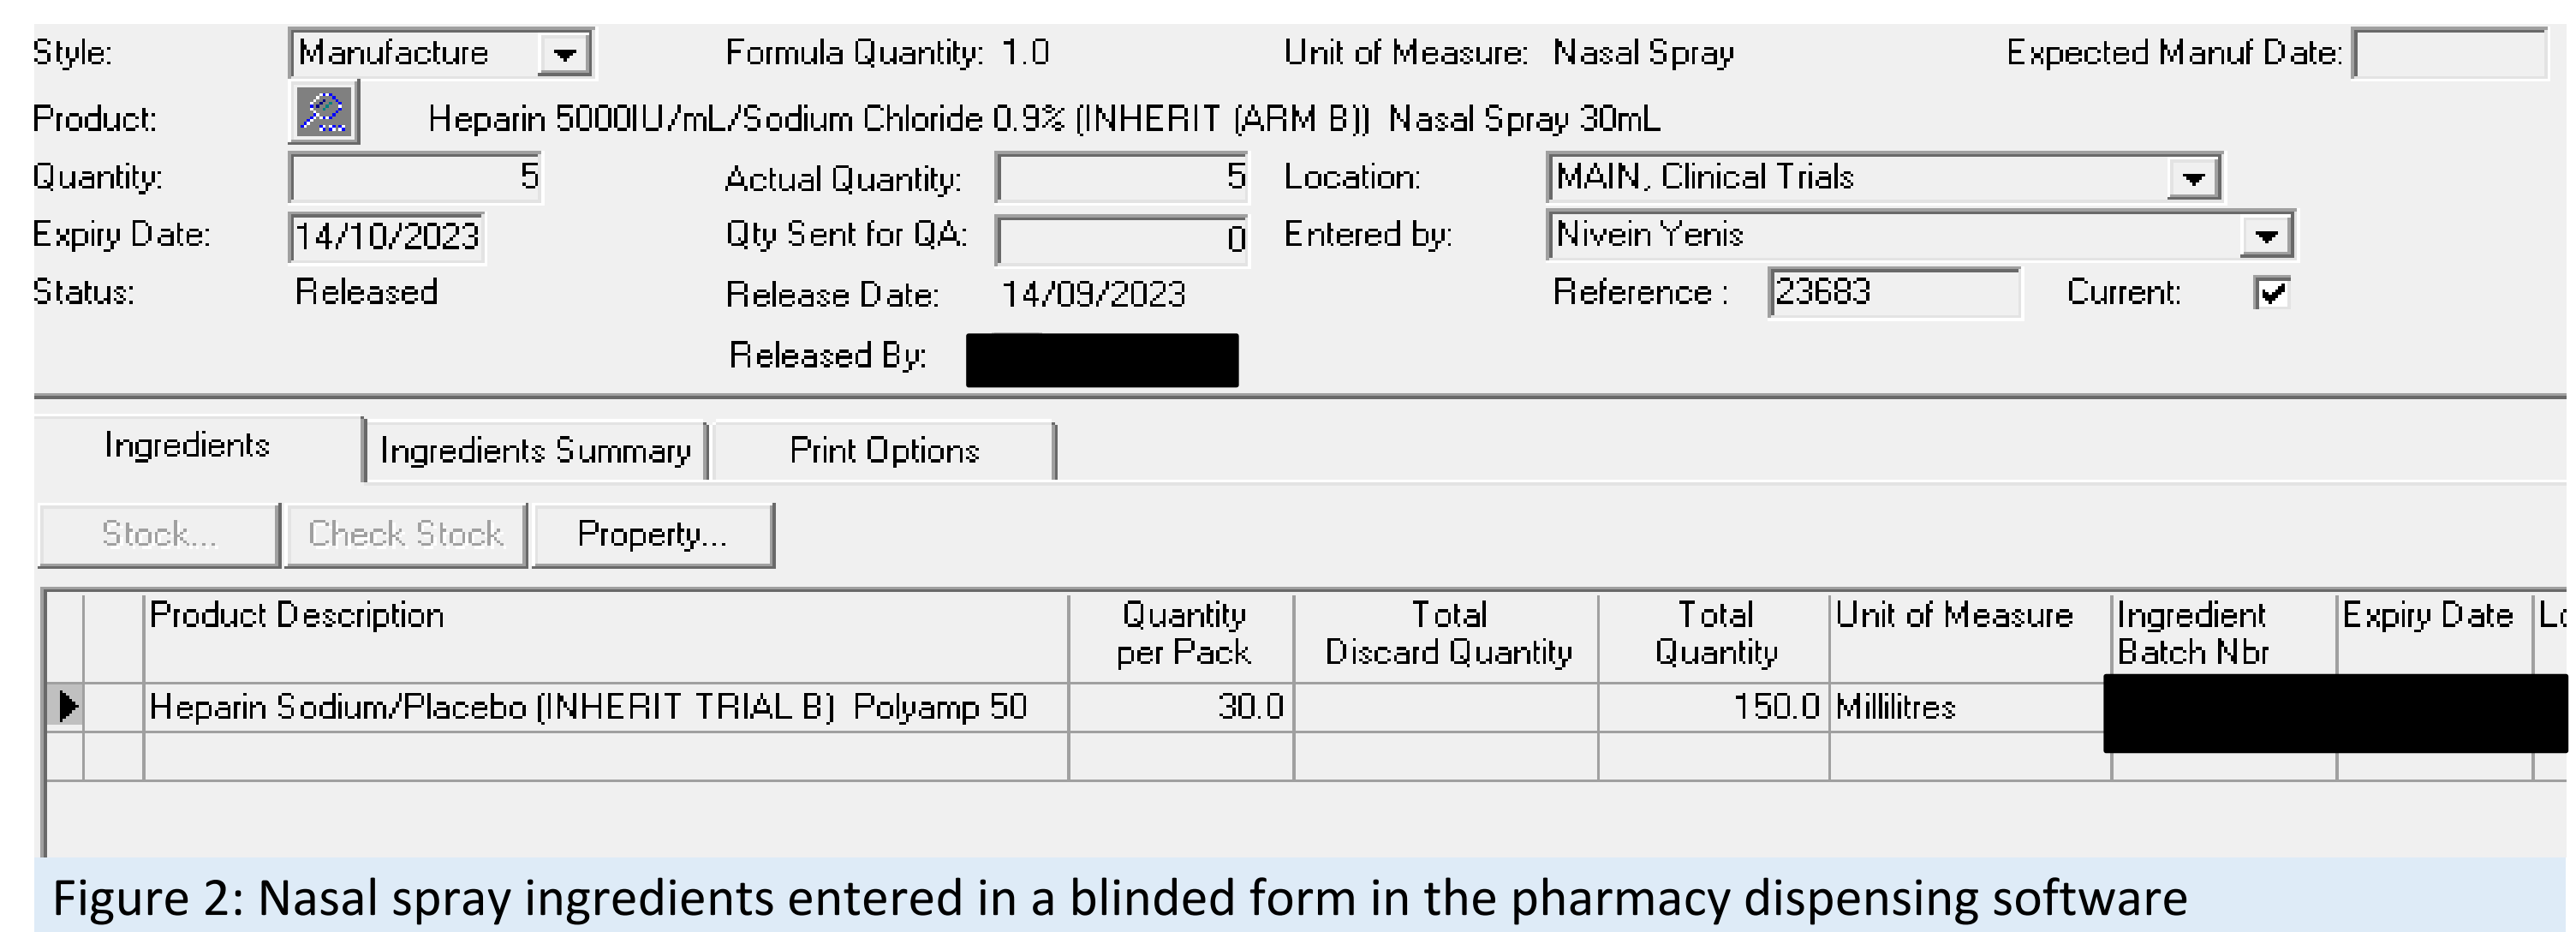 Style: Manufacture Formula Quantity: 1.0 Unit of Measure: Nasal Spray Expected Manuf Date:
Product: Heparin 5000IU/mL/Sodium Chloride 0.9% (INHERIT (ARM B)) Nasal Spray 30mL
Quantity: 5 Actual Quantity: 5 Location: MAIN, Clinical Trials
Expiry Date: 14/10/2023 Qty Sent for QA: 0 Entered by: Nivein Yenis
Status: Released Release Date: 14/09/2023 Reference : 23683 Current:
Released By:
Ingredients Ingredients Summary Print Options
Stock... Check Stock Property...
Product Description Quantity Total Total Unit of Measure Ingredient Expiry Date
per Pack Discard Quantity Quantity Batch Nbr
Heparin Sodium/Placebo (INHERIT TRIAL B) Polyamp 50 30.0 150.0 Millilitres
Figure 2: Nasal spray ingredients entered in a blinded form in the pharmacy dispensing software